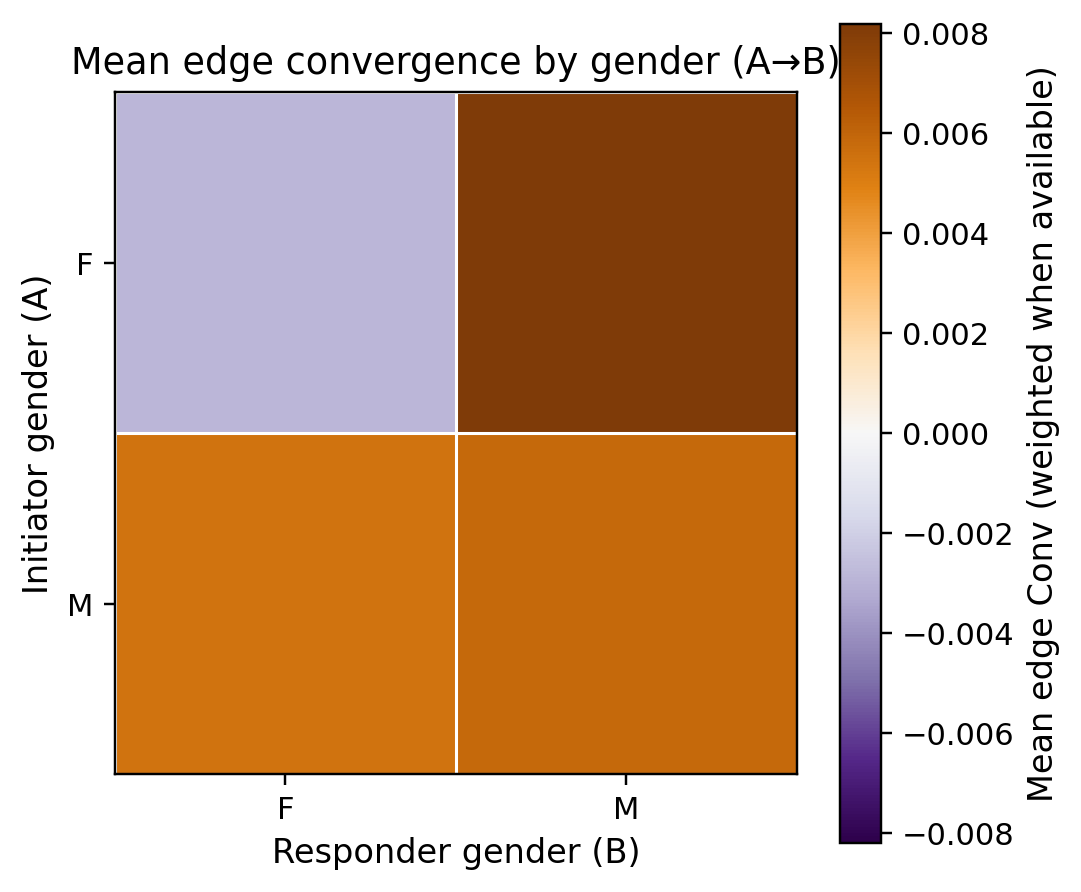 Mean edge convergence by gender (A→B)
Initiator gender (A)
F
M
F
M
Responder gender (B)
0.008
0.006
0.004
0.002
0.000
−0.002
−0.004
−0.006
−0.008
Mean edge Conv (weighted when available)